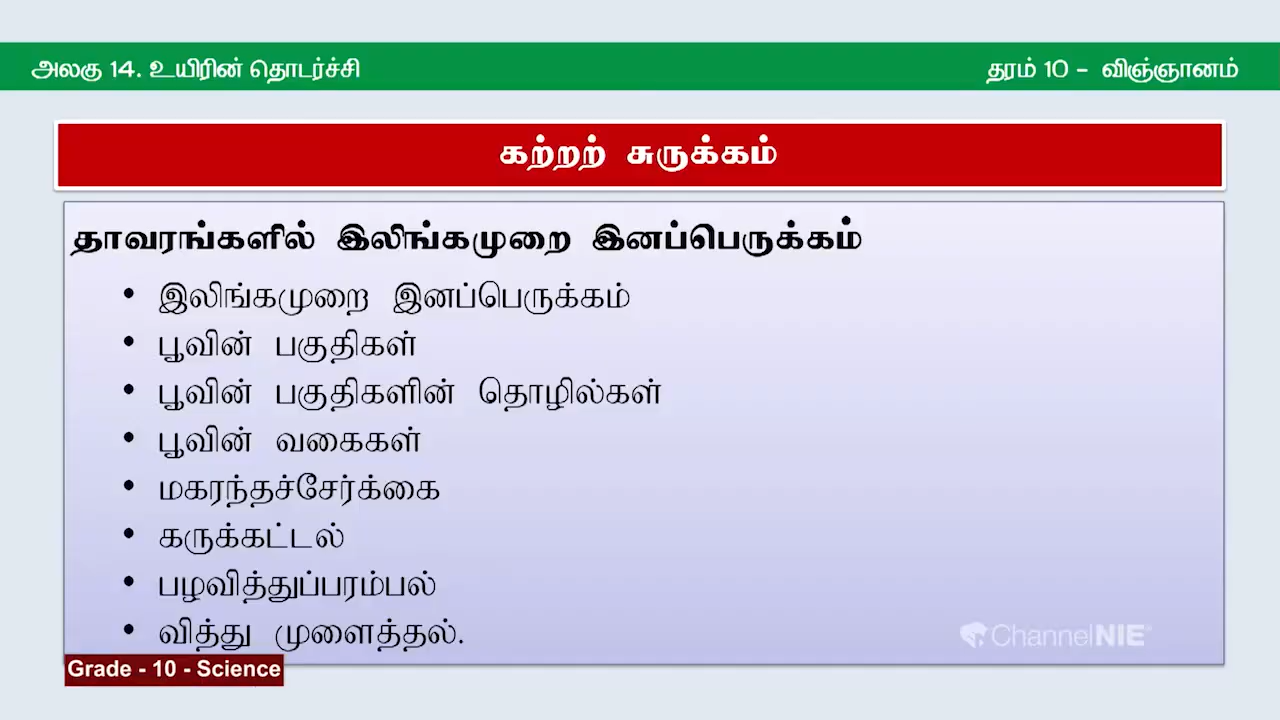 அலகு 14. உயிரின் தொடர்ச்சி
தரம் 10 - விஞ்ஞானம்
கற்றற் சுருக்கம்
தாவரங்களில் இலிங்கமுறை இனப்பெருக்கம்
• இலிங்கமுறை இனப்பெருக்கம்
• பூவின் பகுதிகள்
• பூவின் பகுதிகளின் தொழில்கள்
• பூவின் வகைகள்
• மகரந்தச்சேர்க்கை
• கருக்கட்டல்
• பழவித்துப்பரம்பல்
• வித்து முளைத்தல்.
ChannelNIE
Grade - 10 - Science